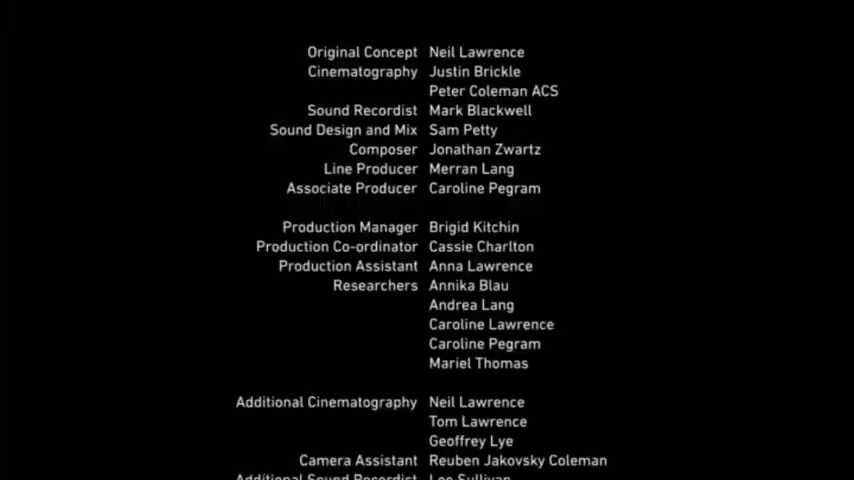 Original Concept Neil Lawrence
Cinematography Justin Brickle
Peter Coleman ACS
Sound Recordist Mark Blackwell
Sound Design and Mix Sam Petty
Composer Jonathan Zwartz
Line Producer Merran Lang
Associate Producer Caroline Pegram
Production Manager Brigid Kitchin
Production Co-ordinator Cassie Charlton
Production Assistant Anna Lawrence
Researchers Annika Blau
Andrea Lang
Caroline Lawrence
Caroline Pegram
Mariel Thomas
Additional Cinematography Neil Lawrence
Tom Lawrence
Geoffrey Lye
Camera Assistant Reuben Jakovsky Coleman
Additional Sound Recordist Leo Sullivan